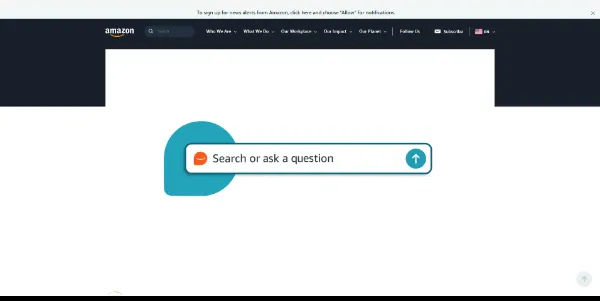 To sign up for news alerts from Amazon, click here and choose "Allow" for notifications.
amazon
Who We Are
What We Do
Our Workplace
Our Impact
Our Planet
Follow Us
Subscribe
EN
Search or ask a question